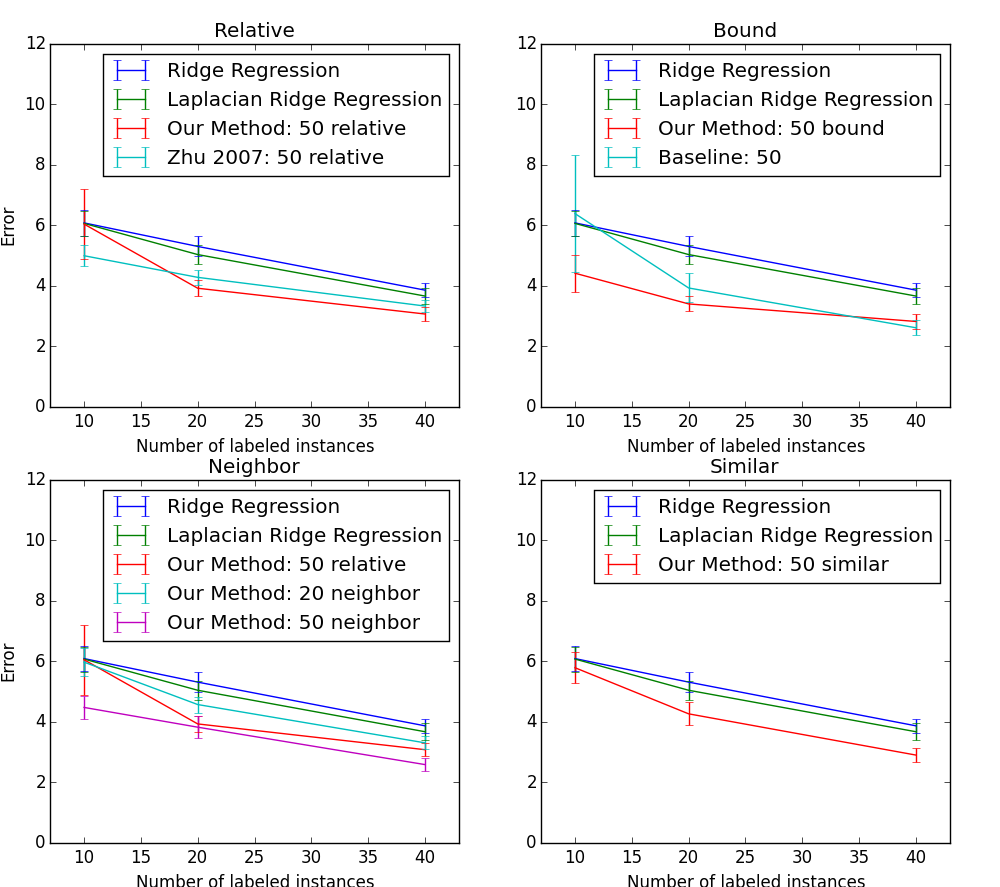 Relative
12
10
8
6
4
2
0
Error
Ridge Regression
Laplacian Ridge Regression
Our Method: 50 relative
Zhu 2007: 50 relative
10 15 20 25 30 35 40
Number of labeled instances
Bound
12
10
8
6
4
2
0
Ridge Regression
Laplacian Ridge Regression
Our Method: 50 bound
Baseline: 50
10 15 20 25 30 35 40
Number of labeled instances
Neighbor
12
10
8
6
4
2
0
Error
Ridge Regression
Laplacian Ridge Regression
Our Method: 50 relative
Our Method: 20 neighbor
Our Method: 50 neighbor
10 15 20 25 30 35 40
Number of labeled instances
Similar
12
10
8
6
4
2
0
Ridge Regression
Laplacian Ridge Regression
Our Method: 50 similar
10 15 20 25 30 35 40
Number of labeled instances